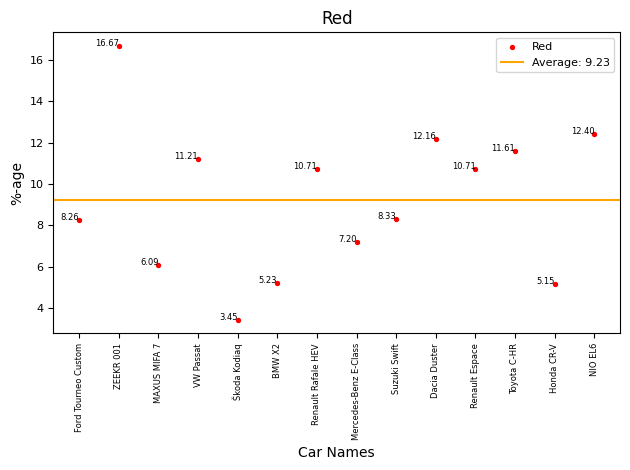 Red
16.67
Red
Average: 9.23
16
14
12
10
8
6
4
%-age
8.26
6.09
11.21
3.45
5.23
10.71
7.20
8.33
12.16
10.71
11.61
5.15
12.40
Ford Tourneo Custom
ZEEKR 001
MAXUS MIFA 7
VW Passat
Škoda Kodiaq
BMW X2
Renault Rafale HEV
Mercedes-Benz E-Class
Suzuki Swift
Dacia Duster
Renault Espace
Toyota C-HR
Honda CR-V
NIO EL6
Car Names